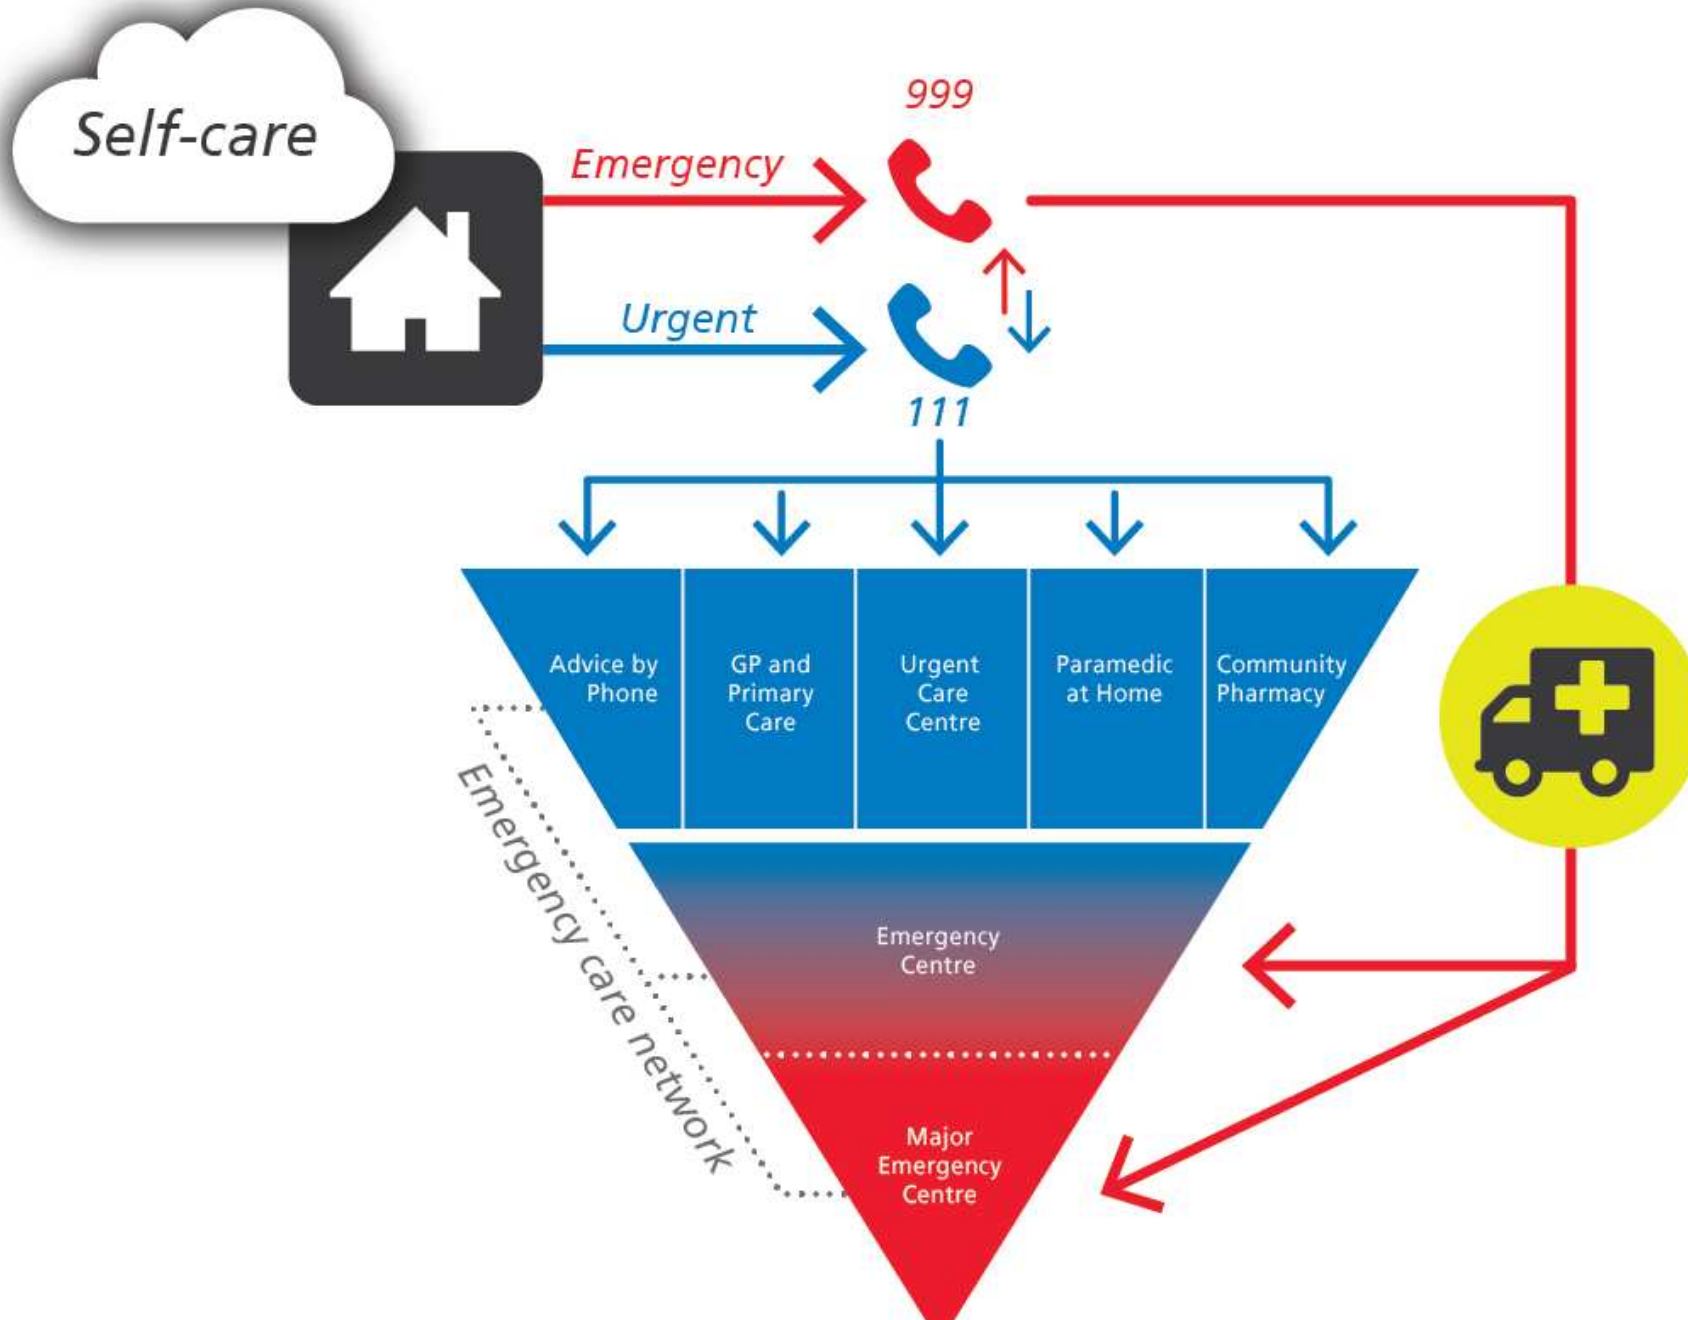 Self-care
999
Emergency
Urgent
111
Advice by
Phone
GP and
Primary
Care
Urgent
Care
Centre
Paramedic
at Home
Community
Pharmacy
Emergency care network
Emergency
Centre
Major
Emergency
Centre